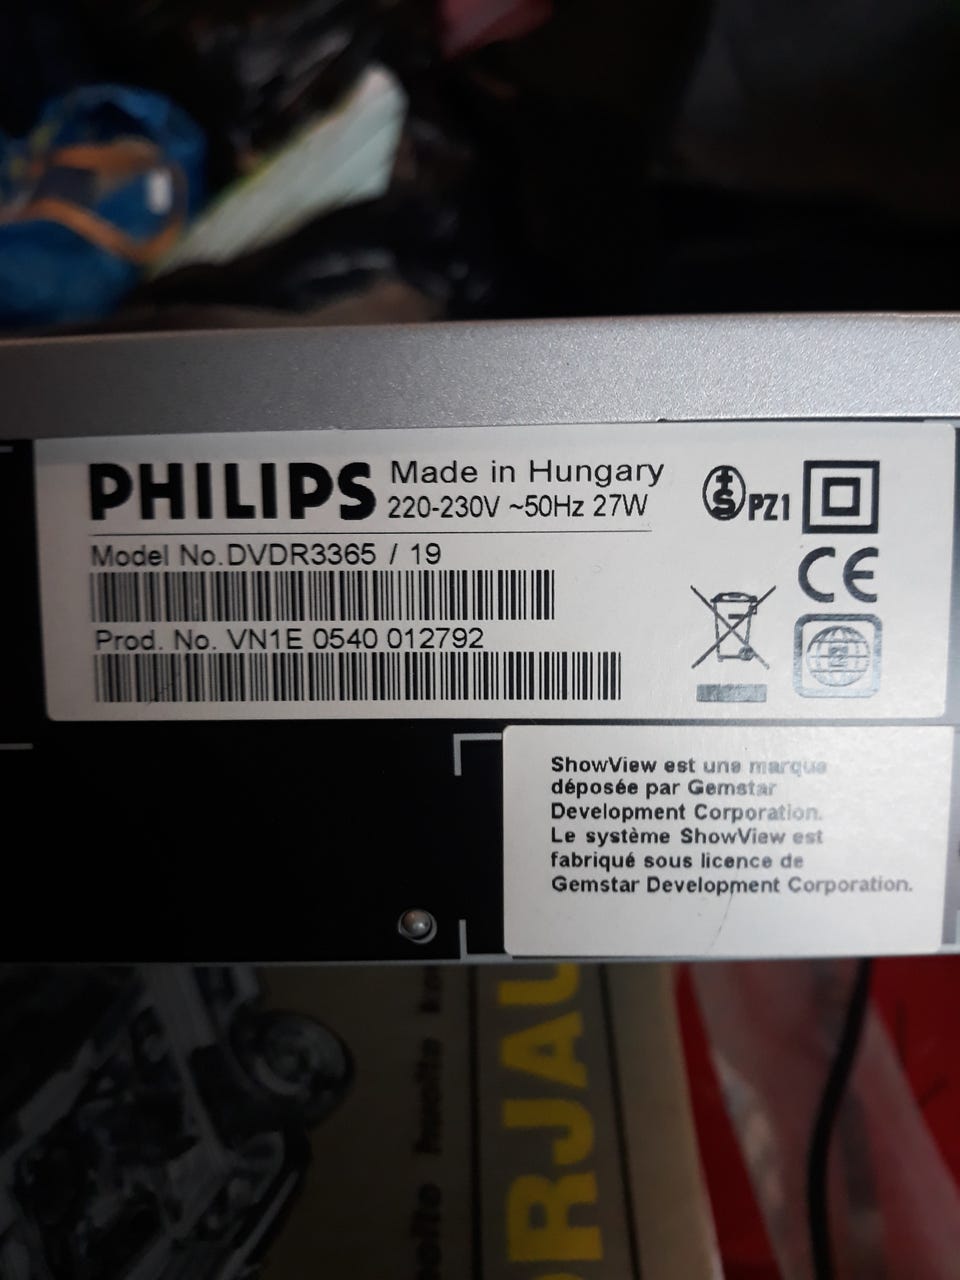 PHILIPS Made in Hungary
220-230V ~50Hz 27W
PZ1
CE
Model No.DVDR3365 / 19
Prod. No. VN1E 0540 012792
2
ShowView est une marque
déposée par Gemstar
Development Corporation.
Le système ShowView est
fabriqué sous licence de
Gemstar Development Corporation.